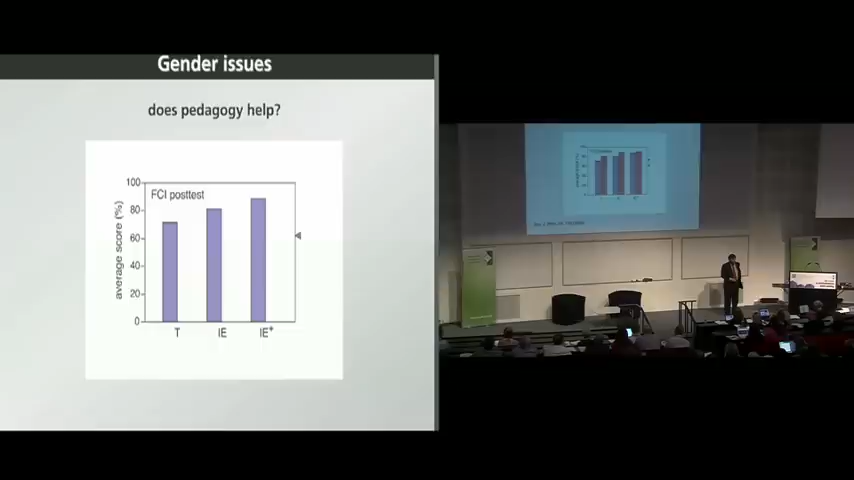 Gender issues
does pedagogy help?
100
FCI posttest
80
60
40
20
0
average score (%)
T
IE
IE+